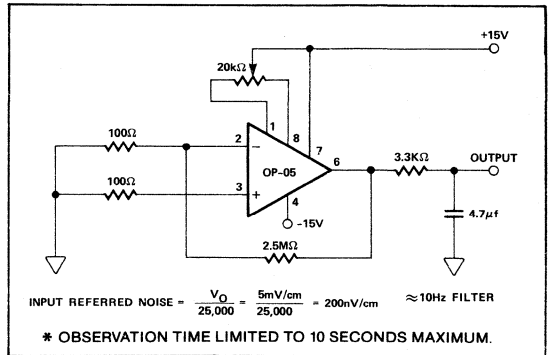 +15V
20kΩ
1
8
100Ω
2
−
7
6
3.3KΩ
OUTPUT
OP-05
100Ω
3
+
4
4.7μf
-15V
2.5MΩ
INPUT REFERRED NOISE = VO / 25,000 = 5mV/cm / 25,000 = 200nV/cm ≈10Hz FILTER
* OBSERVATION TIME LIMITED TO 10 SECONDS MAXIMUM.